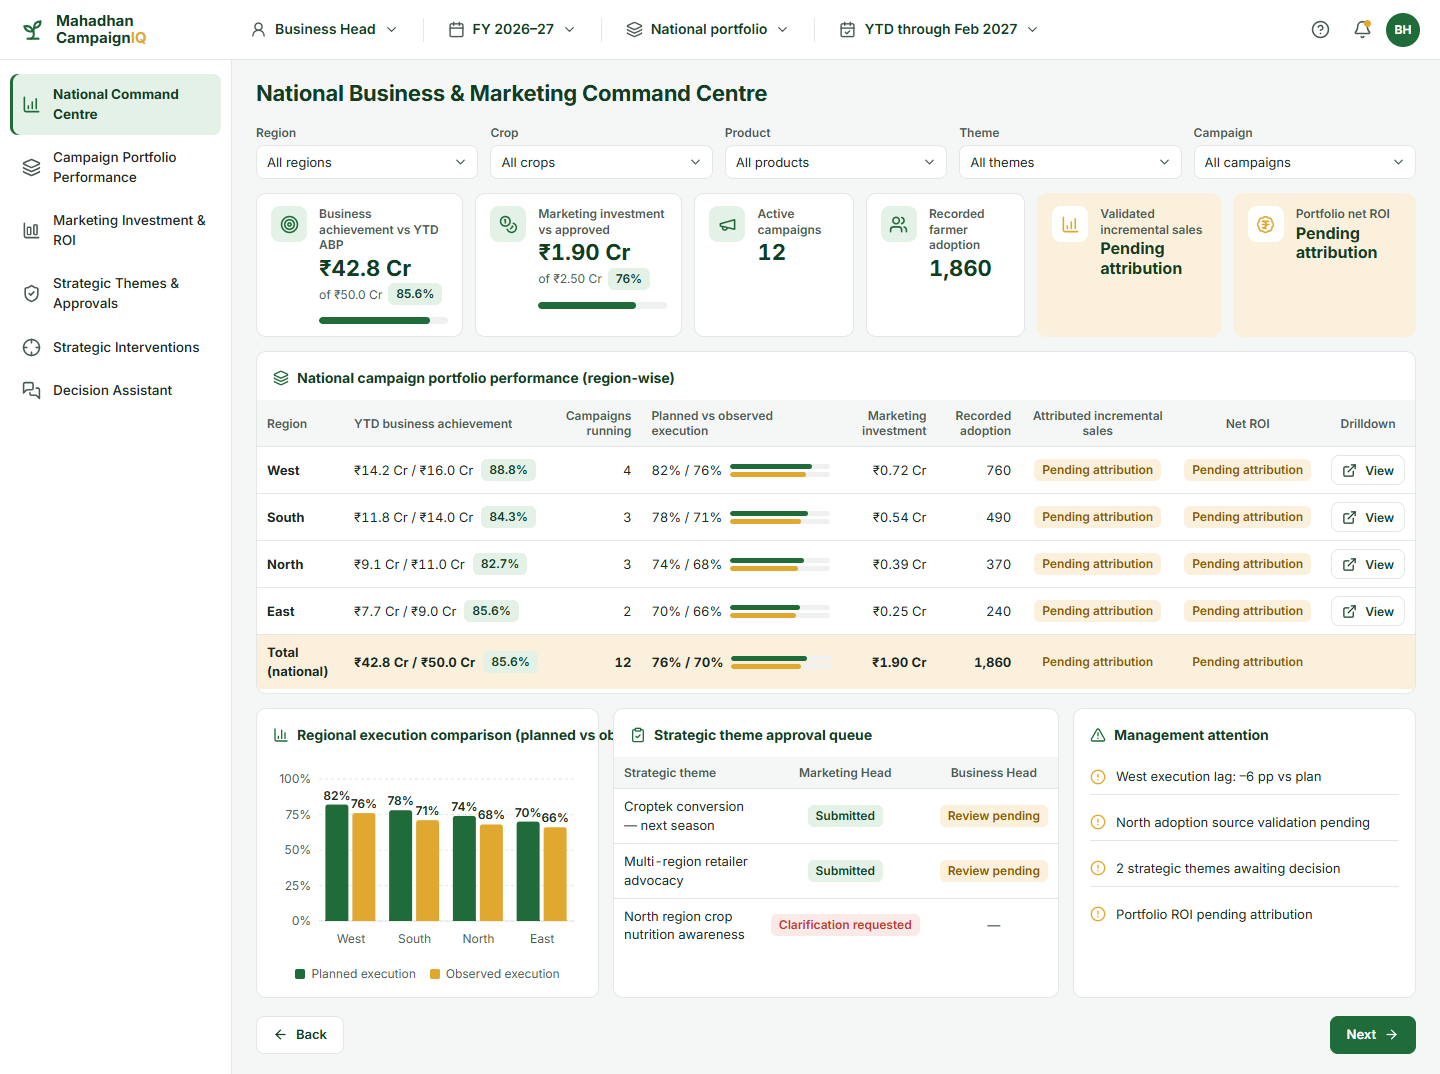 Mahadhan
CampaignIQ
Business Head
FY 2026–27
National portfolio
YTD through Feb 2027
BH
National Command
Centre
Campaign Portfolio
Performance
Marketing Investment &
ROI
Strategic Themes &
Approvals
Strategic Interventions
Decision Assistant
National Business & Marketing Command Centre
Region
Crop
Product
Theme
Campaign
All regions
All crops
All products
All themes
All campaigns
Business
achievement vs YTD
ABP
₹42.8 Cr
of ₹50.0 Cr 85.6%
Marketing investment
vs approved
₹1.90 Cr
of ₹2.50 Cr 76%
Active
campaigns
12
Recorded
farmer
adoption
1,860
Validated
incremental sales
Pending
attribution
Portfolio net ROI
Pending
attribution
National campaign portfolio performance (region-wise)
Region
YTD business achievement
Campaigns
running
Planned vs observed
execution
Marketing
investment
Recorded
adoption
Attributed incremental
sales
Net ROI
Drilldown
West ₹14.2 Cr / ₹16.0 Cr 88.8% 4 82% / 76% ₹0.72 Cr 760 Pending attribution Pending attribution View
South ₹11.8 Cr / ₹14.0 Cr 84.3% 3 78% / 71% ₹0.54 Cr 490 Pending attribution Pending attribution View
North ₹9.1 Cr / ₹11.0 Cr 82.7% 3 74% / 68% ₹0.39 Cr 370 Pending attribution Pending attribution View
East ₹7.7 Cr / ₹9.0 Cr 85.6% 2 70% / 66% ₹0.25 Cr 240 Pending attribution Pending attribution View
Total
(national)
₹42.8 Cr / ₹50.0 Cr 85.6% 12 76% / 70% ₹1.90 Cr 1,860 Pending attribution Pending attribution
Regional execution comparison (planned vs ob
100%
75%
50%
25%
0%
82% 76% 78% 71% 74% 68% 70% 66%
West South North East
Planned execution Observed execution
Strategic theme approval queue
Strategic theme Marketing Head Business Head
Croptek conversion
— next season
Submitted Review pending
Multi-region retailer
advocacy
Submitted Review pending
North region crop
nutrition awareness
Clarification requested —
Management attention
West execution lag: −6 pp vs plan
North adoption source validation pending
2 strategic themes awaiting decision
Portfolio ROI pending attribution
Back
Next